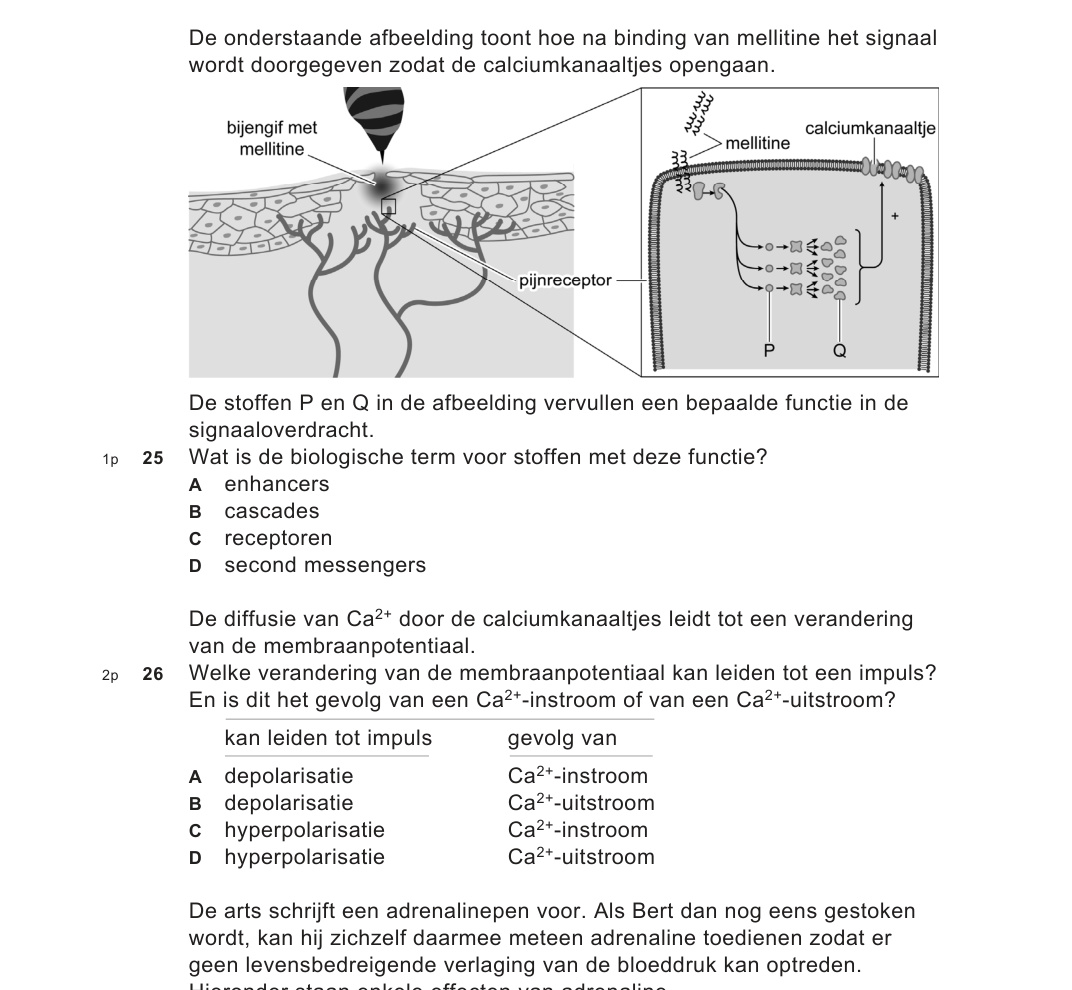 De onderstaande afbeelding toont hoe na binding van mellitine het signaal
wordt doorgegeven zodat de calciumkanaaltjes opengaan.
bijengif met
mellitine
mellitine
calciumkanaaltje
+
pijnreceptor
P
Q
De stoffen P en Q in de afbeelding vervullen een bepaalde functie in de
signaaloverdracht.
1p 25 Wat is de biologische term voor stoffen met deze functie?
A enhancers
B cascades
C receptoren
D second messengers
De diffusie van Ca²⁺ door de calciumkanaaltjes leidt tot een verandering
van de membraanpotentiaal.
2p 26 Welke verandering van de membraanpotentiaal kan leiden tot een impuls?
En is dit het gevolg van een Ca²⁺-instroom of van een Ca²⁺-uitstroom?
kan leiden tot impuls gevolg van
A depolarisatie Ca²⁺-instroom
B depolarisatie Ca²⁺-uitstroom
C hyperpolarisatie Ca²⁺-instroom
D hyperpolarisatie Ca²⁺-uitstroom
De arts schrijft een adrenalinepen voor. Als Bert dan nog eens gestoken
wordt, kan hij zichzelf daarmee meteen adrenaline toedienen zodat er
geen levensbedreigende verlaging van de bloeddruk kan optreden.
Hieronder staan enkele effecten van adrenaline